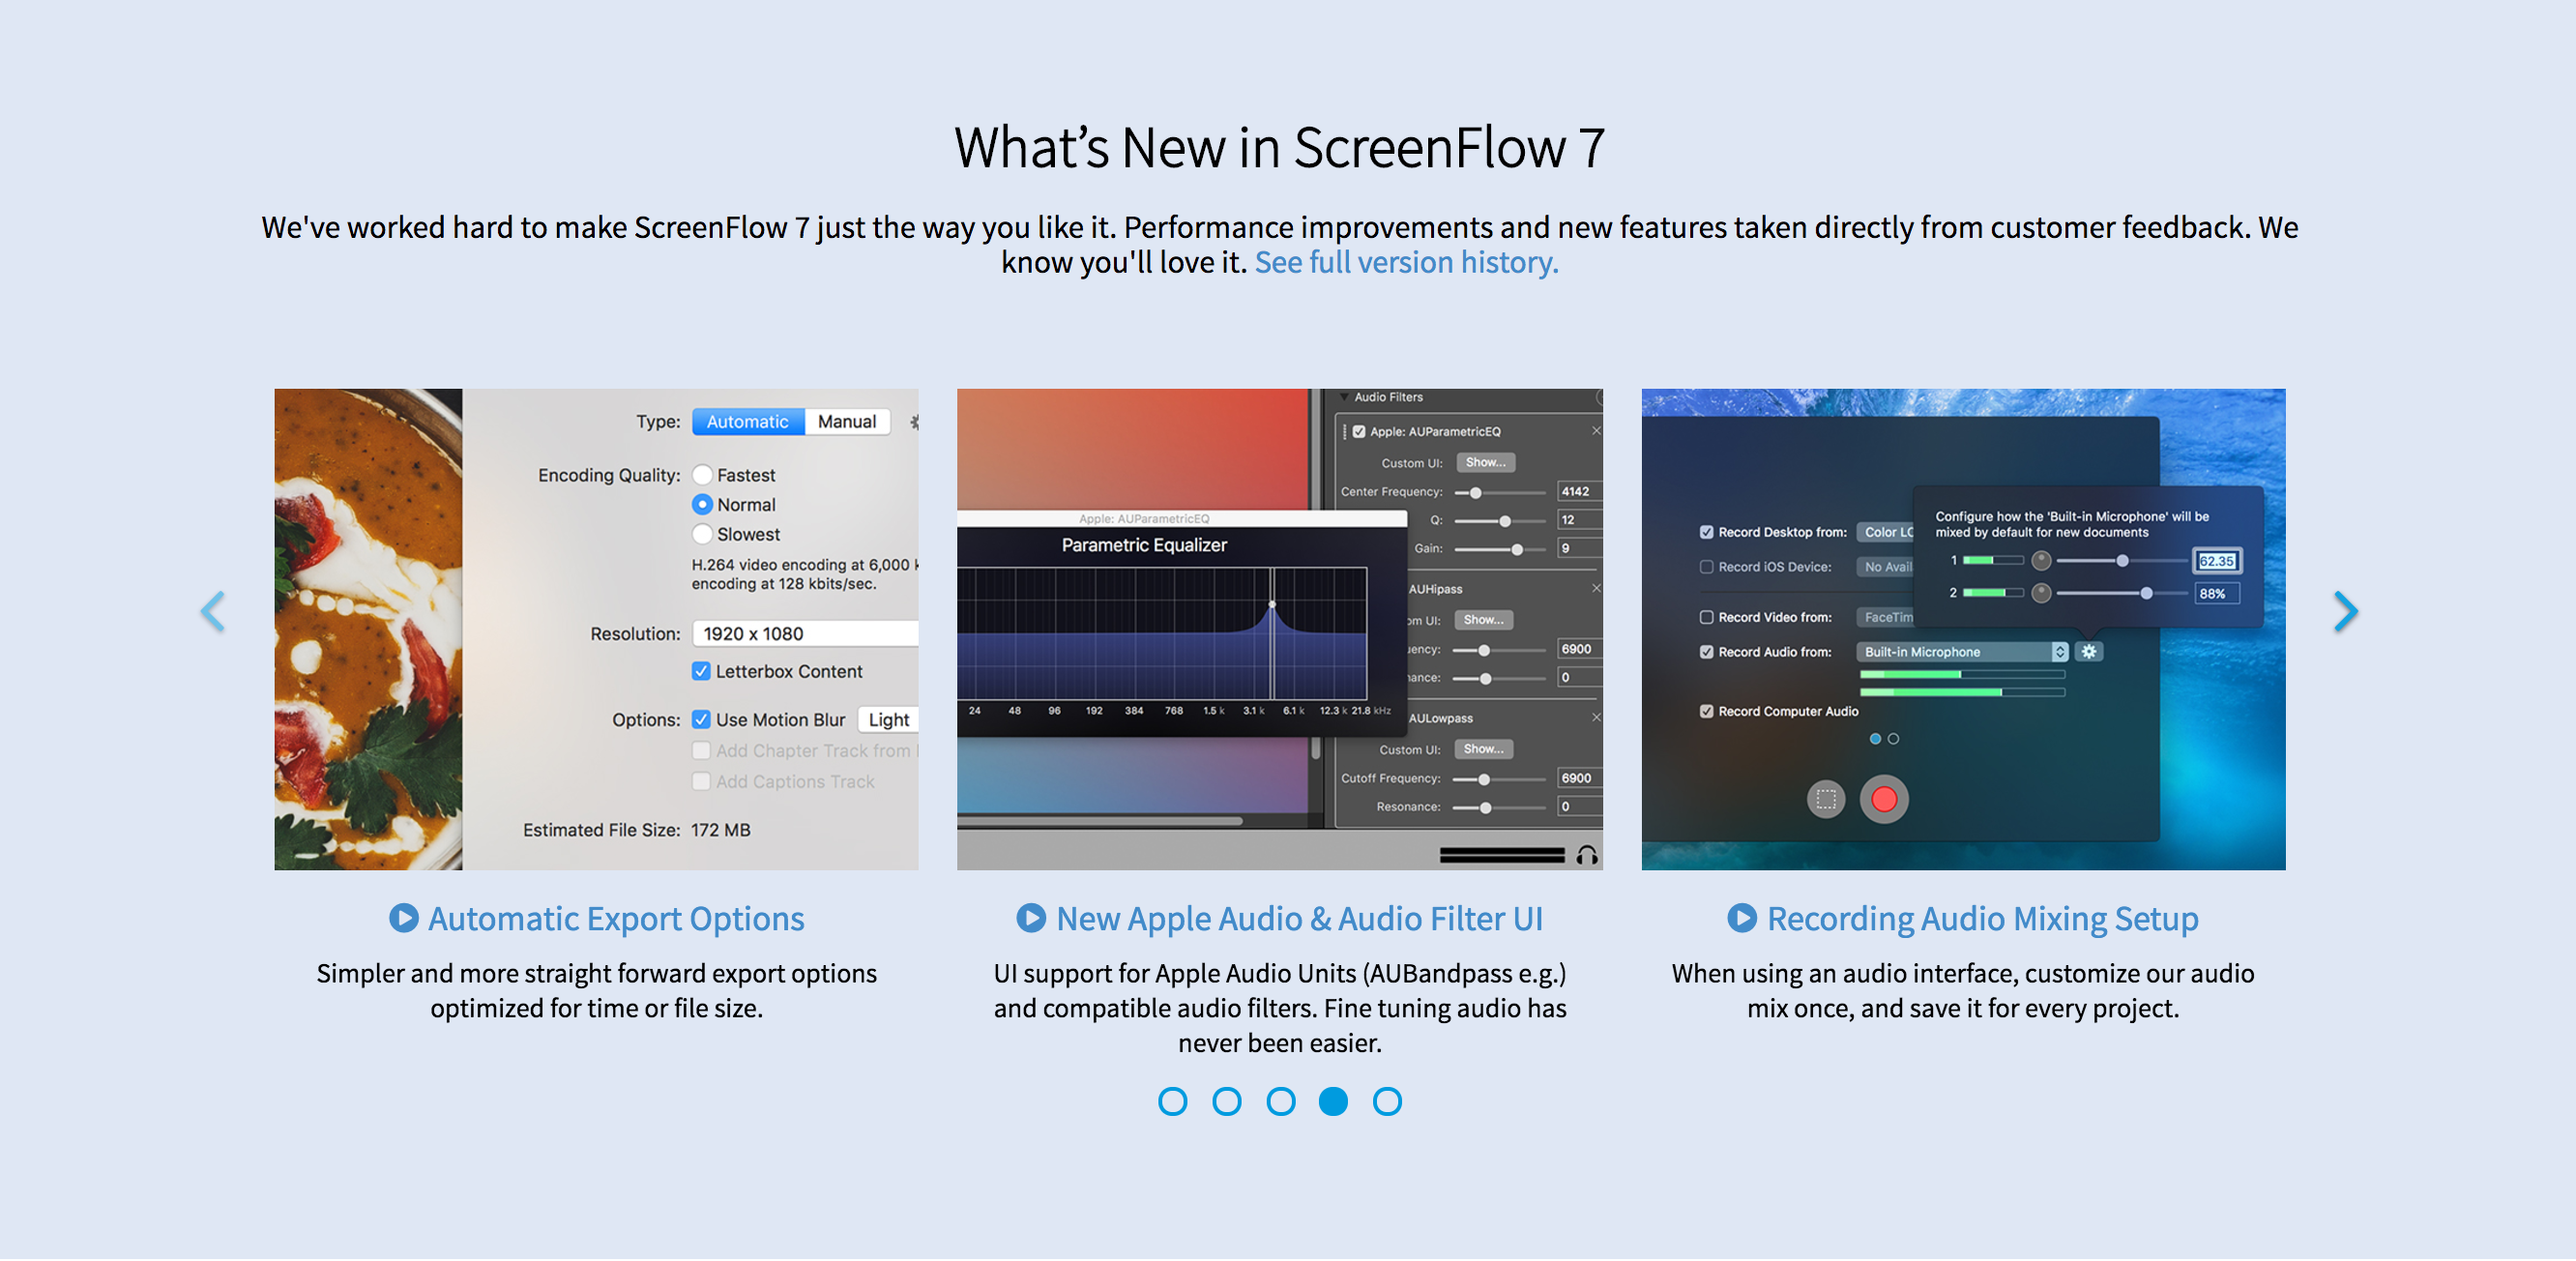 What's New in ScreenFlow 7
We've worked hard to make ScreenFlow 7 just the way you like it. Performance improvements and new features taken directly from customer feedback. We
know you'll love it. See full version history.
Type: Automatic Manual
Encoding Quality: Fastest
Normal
Slowest
H.264 video encoding at 6,000 k
encoding at 128 kbits/sec.
Resolution: 1920 x 1080
Letterbox Content
Options: Use Motion Blur Light
Add Chapter Track from
Add Captions Track
Estimated File Size: 172 MB
Audio Filters
Apple: AUParametricEQ
Custom UI: Show...
Center Frequency: 4142
Q: 12
Gain: 9
Apple: AUParametricEQ
Parametric Equalizer
24 48 96 192 384 768 1.5 k 3.1 k 6.1 k 12.3 k 21.8 kHz
AUHipass
om UI: Show...
uency: 6900
nance: 0
AULowpass
Custom UI: Show...
Cutoff Frequency: 6900
Resonance: 0
Configure how the 'Built-in Microphone' will be
mixed by default for new documents
1 62.35
2 88%
Record Desktop from: Color LC
Record iOS Device: No Avail
Record Video from: FaceTim
Record Audio from: Built-in Microphone
Record Computer Audio
Automatic Export Options
Simpler and more straight forward export options
optimized for time or file size.
New Apple Audio & Audio Filter UI
UI support for Apple Audio Units (AUBandpass e.g.)
and compatible audio filters. Fine tuning audio has
never been easier.
Recording Audio Mixing Setup
When using an audio interface, customize our audio
mix once, and save it for every project.